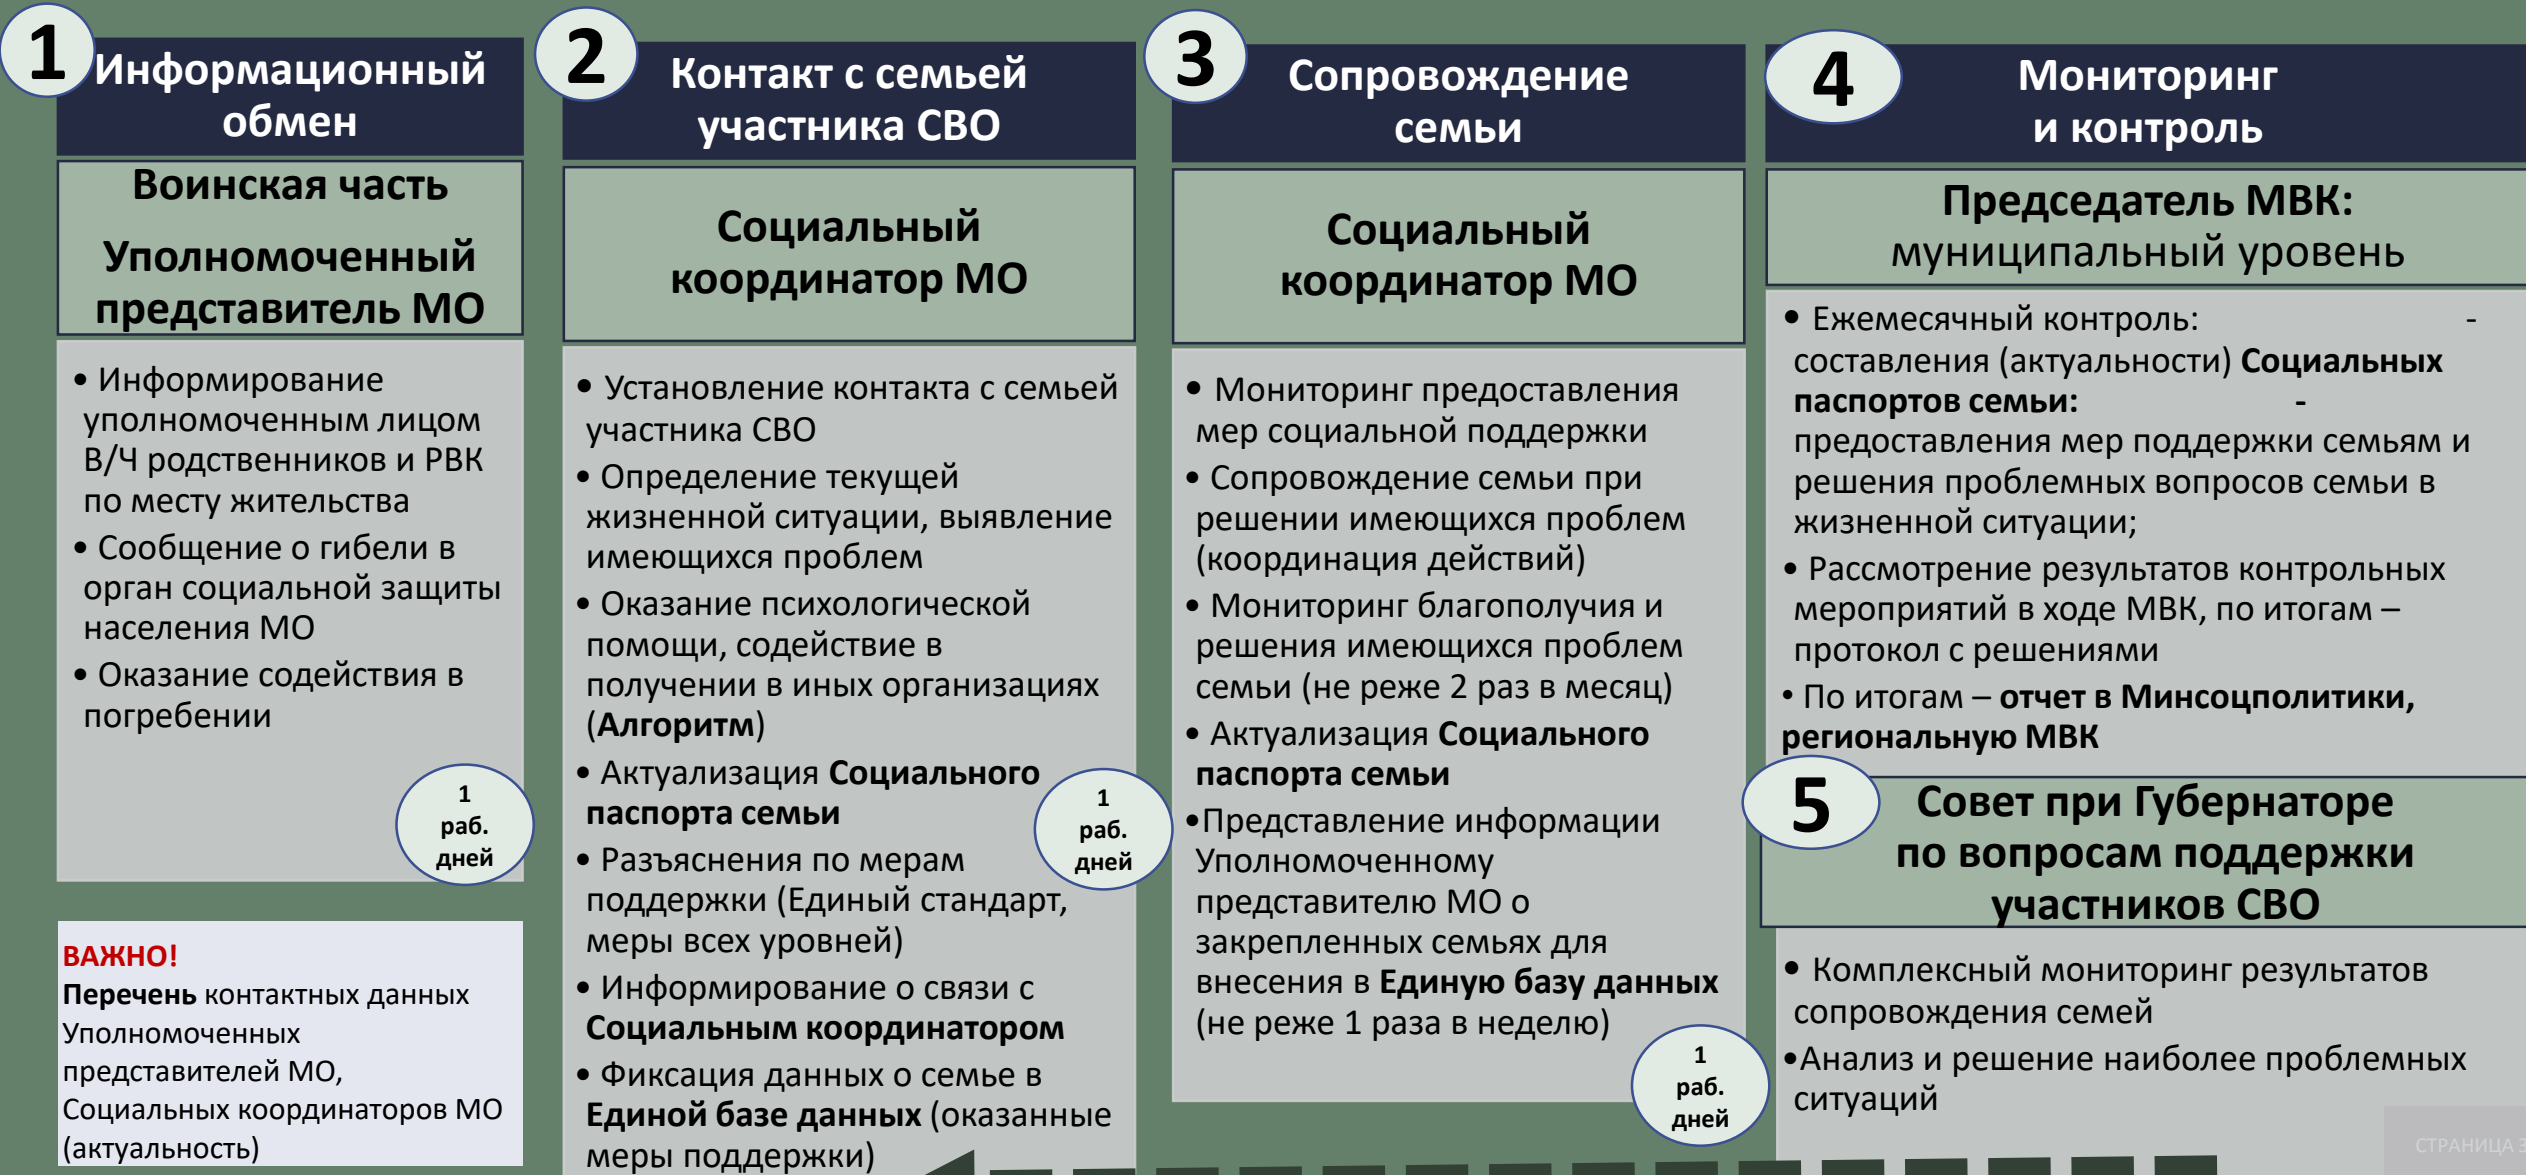 1
Информационный
обмен
Воинская часть
Уполномоченный
представитель МО
• Информирование
уполномоченным лицом
В/Ч родственников и РВК
по месту жительства
• Сообщение о гибели в
орган социальной защиты
населения МО
• Оказание содействия в
погребении
1
раб.
дней
ВАЖНО!
Перечень контактных данных
Уполномоченных
представителей МО,
Социальных координаторов МО
(актуальность)
2
Контакт с семьей
участника СВО
Социальный
координатор МО
• Установление контакта с семьей
участника СВО
• Определение текущей
жизненной ситуации, выявление
имеющихся проблем
• Оказание психологической
помощи, содействие в
получении в иных организациях
(Алгоритм)
• Актуализация Социального
паспорта семьи
• Разъяснения по мерам
поддержки (Единый стандарт,
меры всех уровней)
• Информирование о связи с
Социальным координатором
• Фиксация данных о семье в
Единой базе данных (оказанные
меры поддержки)
1
раб.
дней
3
Сопровождение
семьи
Социальный
координатор МО
• Мониторинг предоставления
мер социальной поддержки
• Сопровождение семьи при
решении имеющихся проблем
(координация действий)
• Мониторинг благополучия и
решения имеющихся проблем
семьи (не реже 2 раз в месяц)
• Актуализация Социального
паспорта семьи
•Представление информации
Уполномоченному
представителю МО о
закрепленных семьях для
внесения в Единую базу данных
(не реже 1 раза в неделю)
1
раб.
дней
4
Мониторинг
и контроль
Председатель МВК:
муниципальный уровень
• Ежемесячный контроль: -
составления (актуальности) Социальных
паспортов семьи: -
предоставления мер поддержки семьям и
решения проблемных вопросов семьи в
жизненной ситуации;
• Рассмотрение результатов контрольных
мероприятий в ходе МВК, по итогам –
протокол с решениями
• По итогам – отчет в Минсоцполитики,
региональную МВК
5
Совет при Губернаторе
по вопросам поддержки
участников СВО
• Комплексный мониторинг результатов
сопровождения семей
•Анализ и решение наиболее проблемных
ситуаций
СТРАНИЦА 3